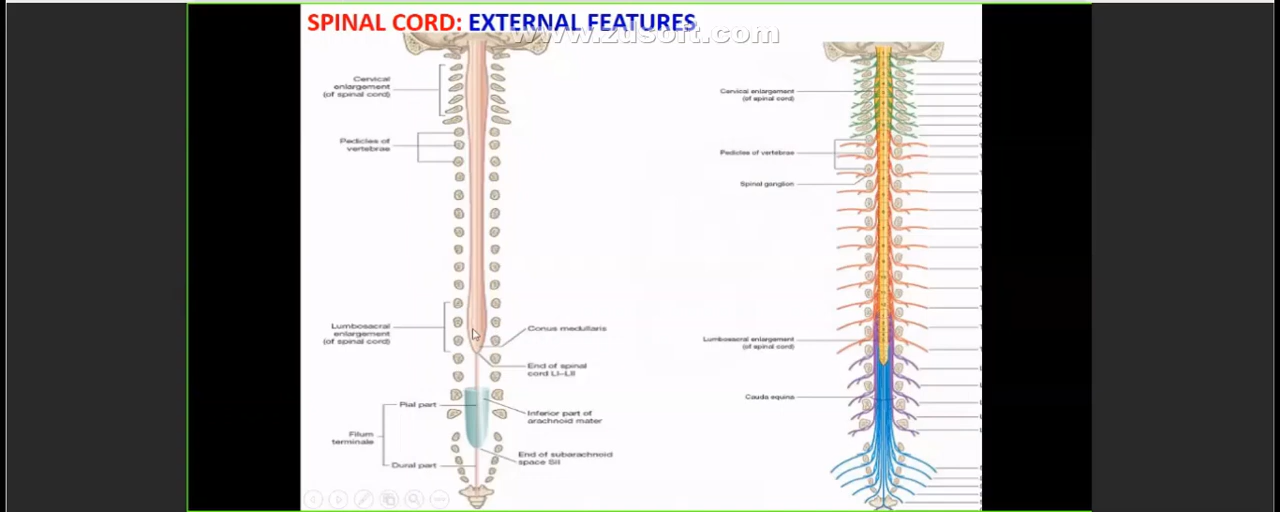 SPINAL CORD: EXTERNAL FEATURES
www.zdsoft.com
Cervical
enlargement
(of spinal cord)
Pedicles of
vertebrae
Lumbosacral
enlargement
(of spinal cord)
Conus medullaris
End of spinal
cord LI–LII
Pial part
Inferior part of
arachnoid mater
Filum
terminale
End of subarachnoid
space SII
Dural part
Cervical enlargement
(of spinal cord)
Pedicles of vertebrae
Spinal ganglion
Lumbosacral enlargement
(of spinal cord)
Cauda equina